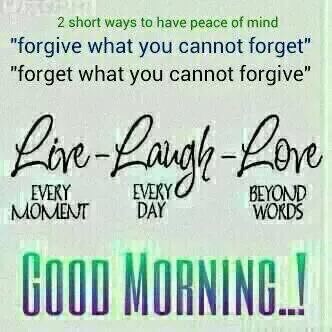 2 short ways to have peace of mind
"forgive what you cannot forget"
"forget what you cannot forgive"
Live - Laugh - Love
EVERY MOMENT EVERY DAY BEYOND WORDS
GOOD MORNING..!